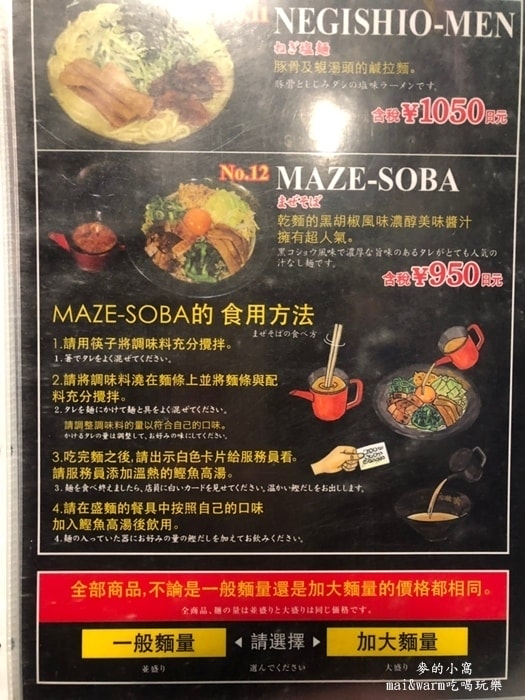 NEGISHIO-MEN
ねぎ塩麺
豚骨及蜆湯頭的鹹拉麵。
豚骨としじみダシの塩味ラーメンです。
含税￥1050日元
No.12
MAZE-SOBA
まぜそば
乾麵的黑胡椒風味濃醇美味醬汁
擁有超人氣。
黒コショウ風味で濃厚な旨味のあるタレがとても人気の
汁なし麺です。
含税￥950日元
MAZE-SOBA的 食用方法
まぜそばの食べ方
1.請用筷子將調味料充分攪拌。
1.箸でタレをよく混ぜてください。
2.請將調味料澆在麵條上並將麵條與配
料充分攪拌。
2.タレを麺にかけて麺と具をよく混ぜてください。
請調整調味料的量以符合自己的口味。
かけるタレの量は調整して、お好みの味にしてください。
3.吃完麵之後,請出示白色卡片給服務員看。
請服務員添加溫熱的鰹魚高湯。
3.麺を食べ終えましたら、店員に白いカードを見せてください。温かい鰹だしをお出しします。
4.請在盛麵的餐具中按照自己的口味
加入鰹魚高湯後飲用。
4.麺の入っていた器にお好みの量の鰹だしを加えてお飲みください。
全部商品,不論是一般麵量還是加大麵量的價格都相同。
全商品、麺の量は並盛りと大盛りは同じ価格です。
一般麵量 ◀ 請選擇 ▶ 加大麵量
並盛り 選んでください 大盛り
麥的小窩
mai&warm吃喝玩樂